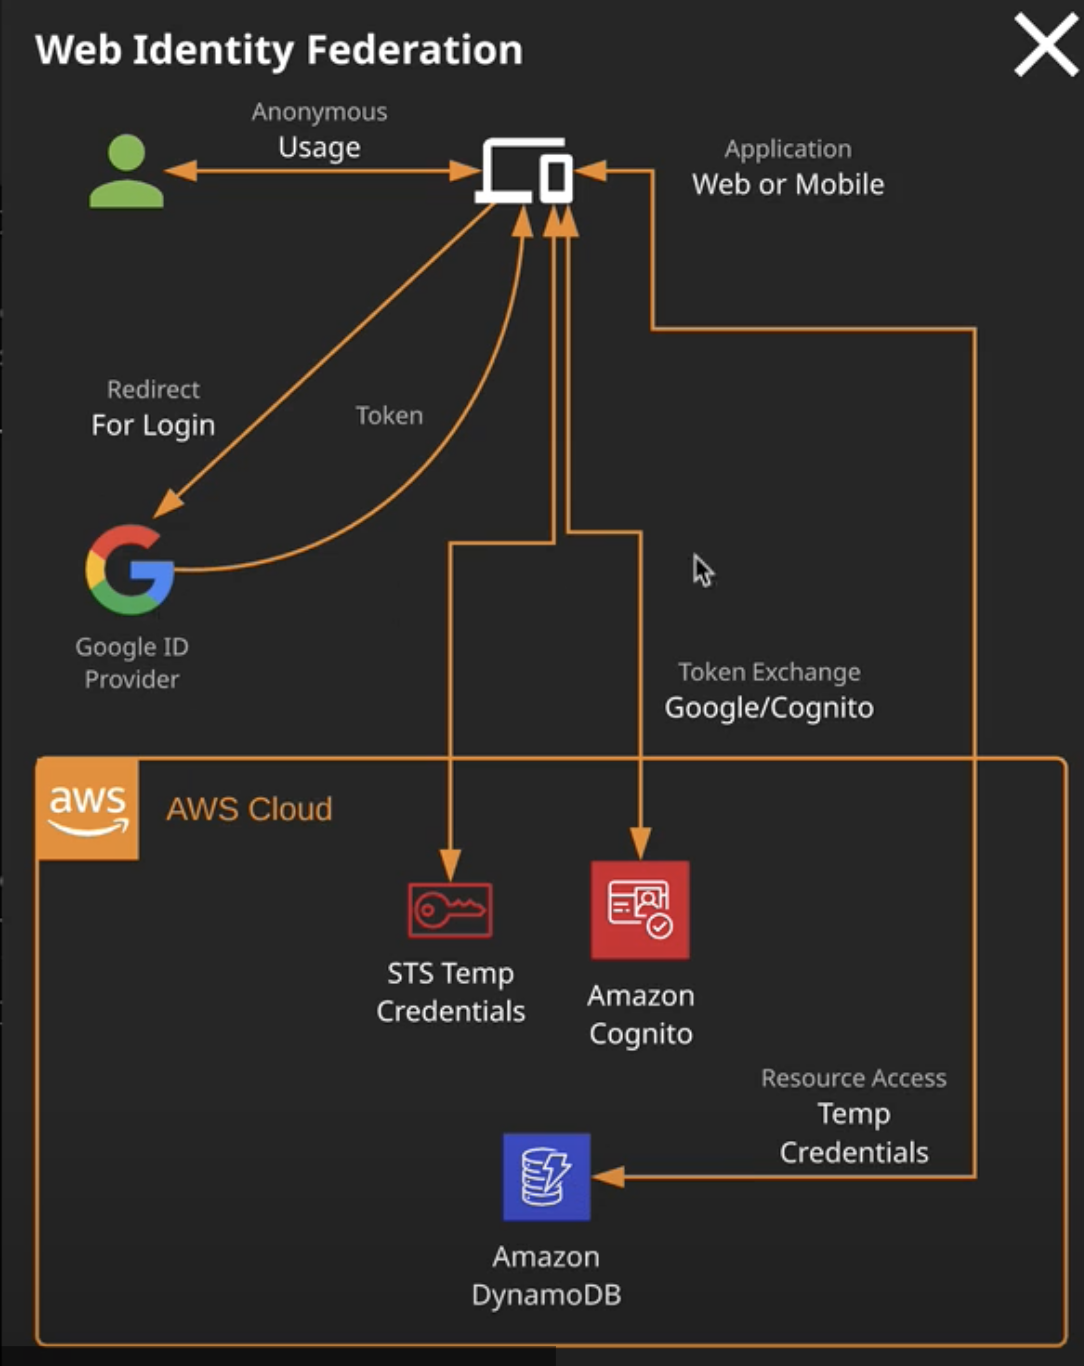 Web Identity Federation
Anonymous
Usage
Application
Web or Mobile
Redirect
For Login
Token
Google ID
Provider
Token Exchange
Google/Cognito
aws
AWS Cloud
STS Temp
Credentials
Amazon
Cognito
Resource Access
Temp
Credentials
Amazon
DynamoDB